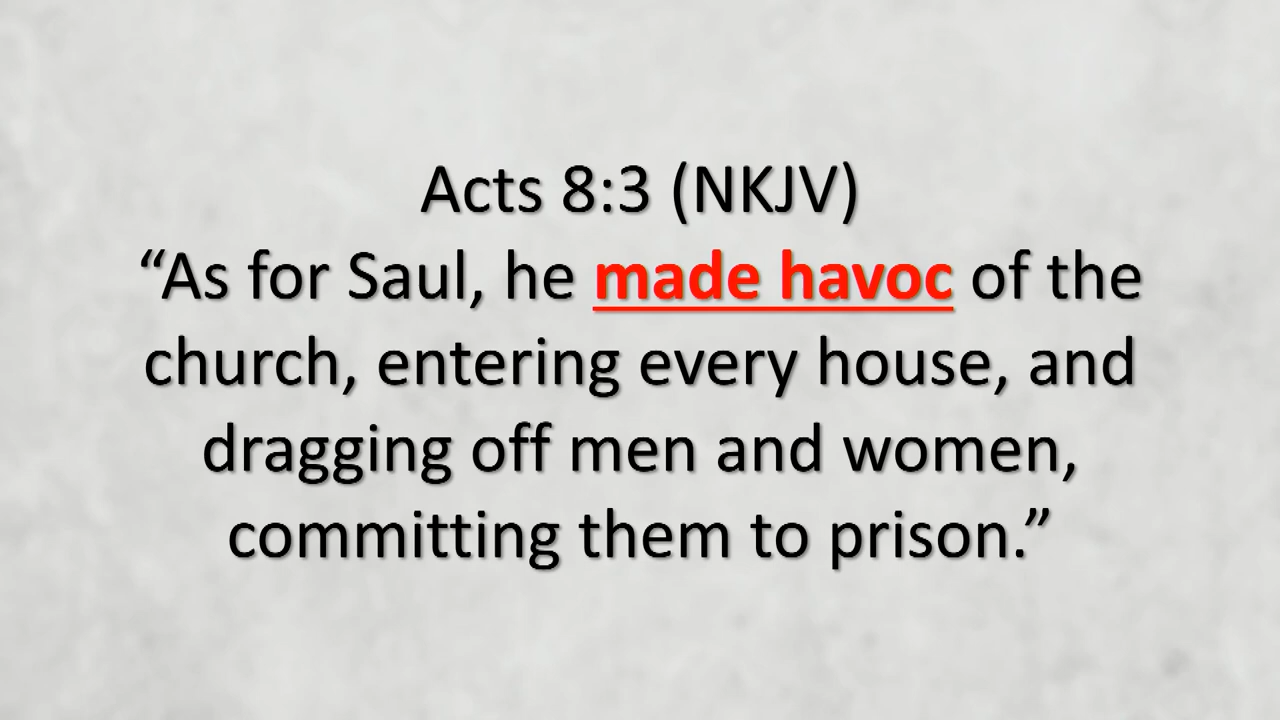 Acts 8:3 (NKJV)
“As for Saul, he made havoc of the
church, entering every house, and
dragging off men and women,
committing them to prison.”